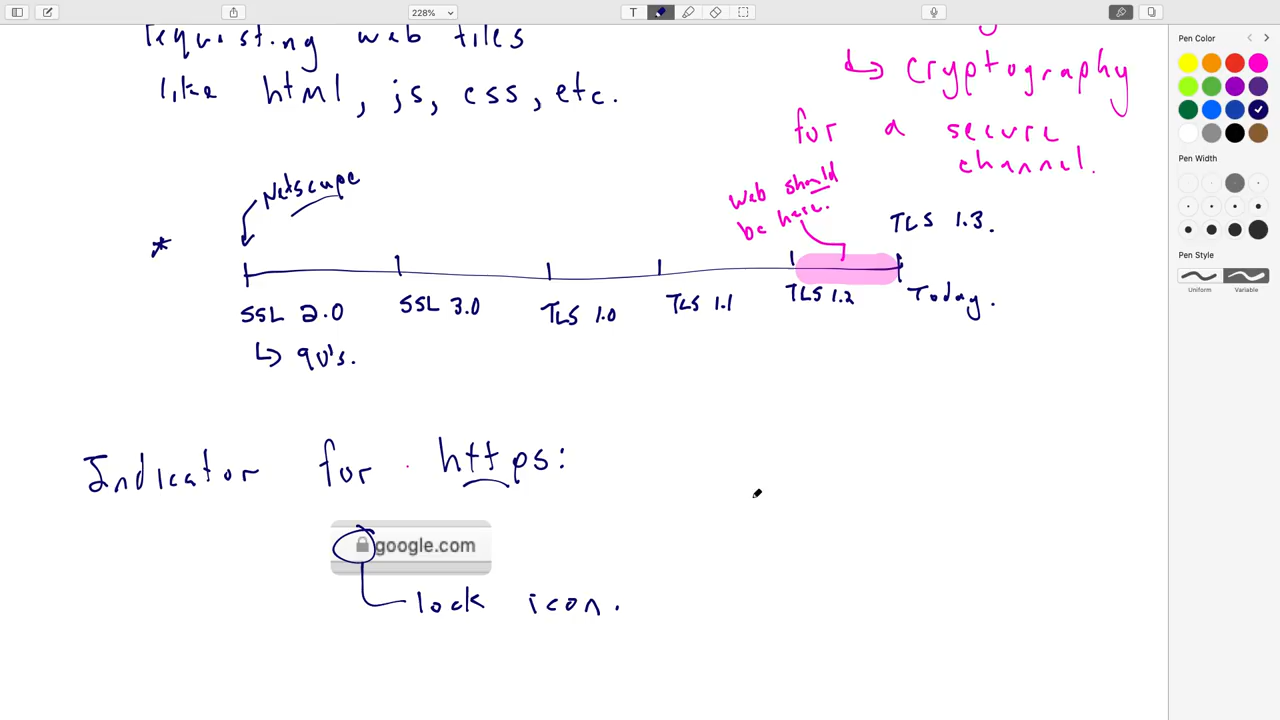 228%
T
Pen Color
requesting web files
like html, js, css, etc.
↳ cryptography
for a secure
channel.
Pen Width
Netscape
web should
be here.
TLS 1.3.
*
SSL 2.0
SSL 3.0
TLS 1.0
TLS 1.1
TLS 1.2
Today.
↳ 90's.
Pen Style
Uniform
Variable
Indicator for https:
google.com
lock icon.